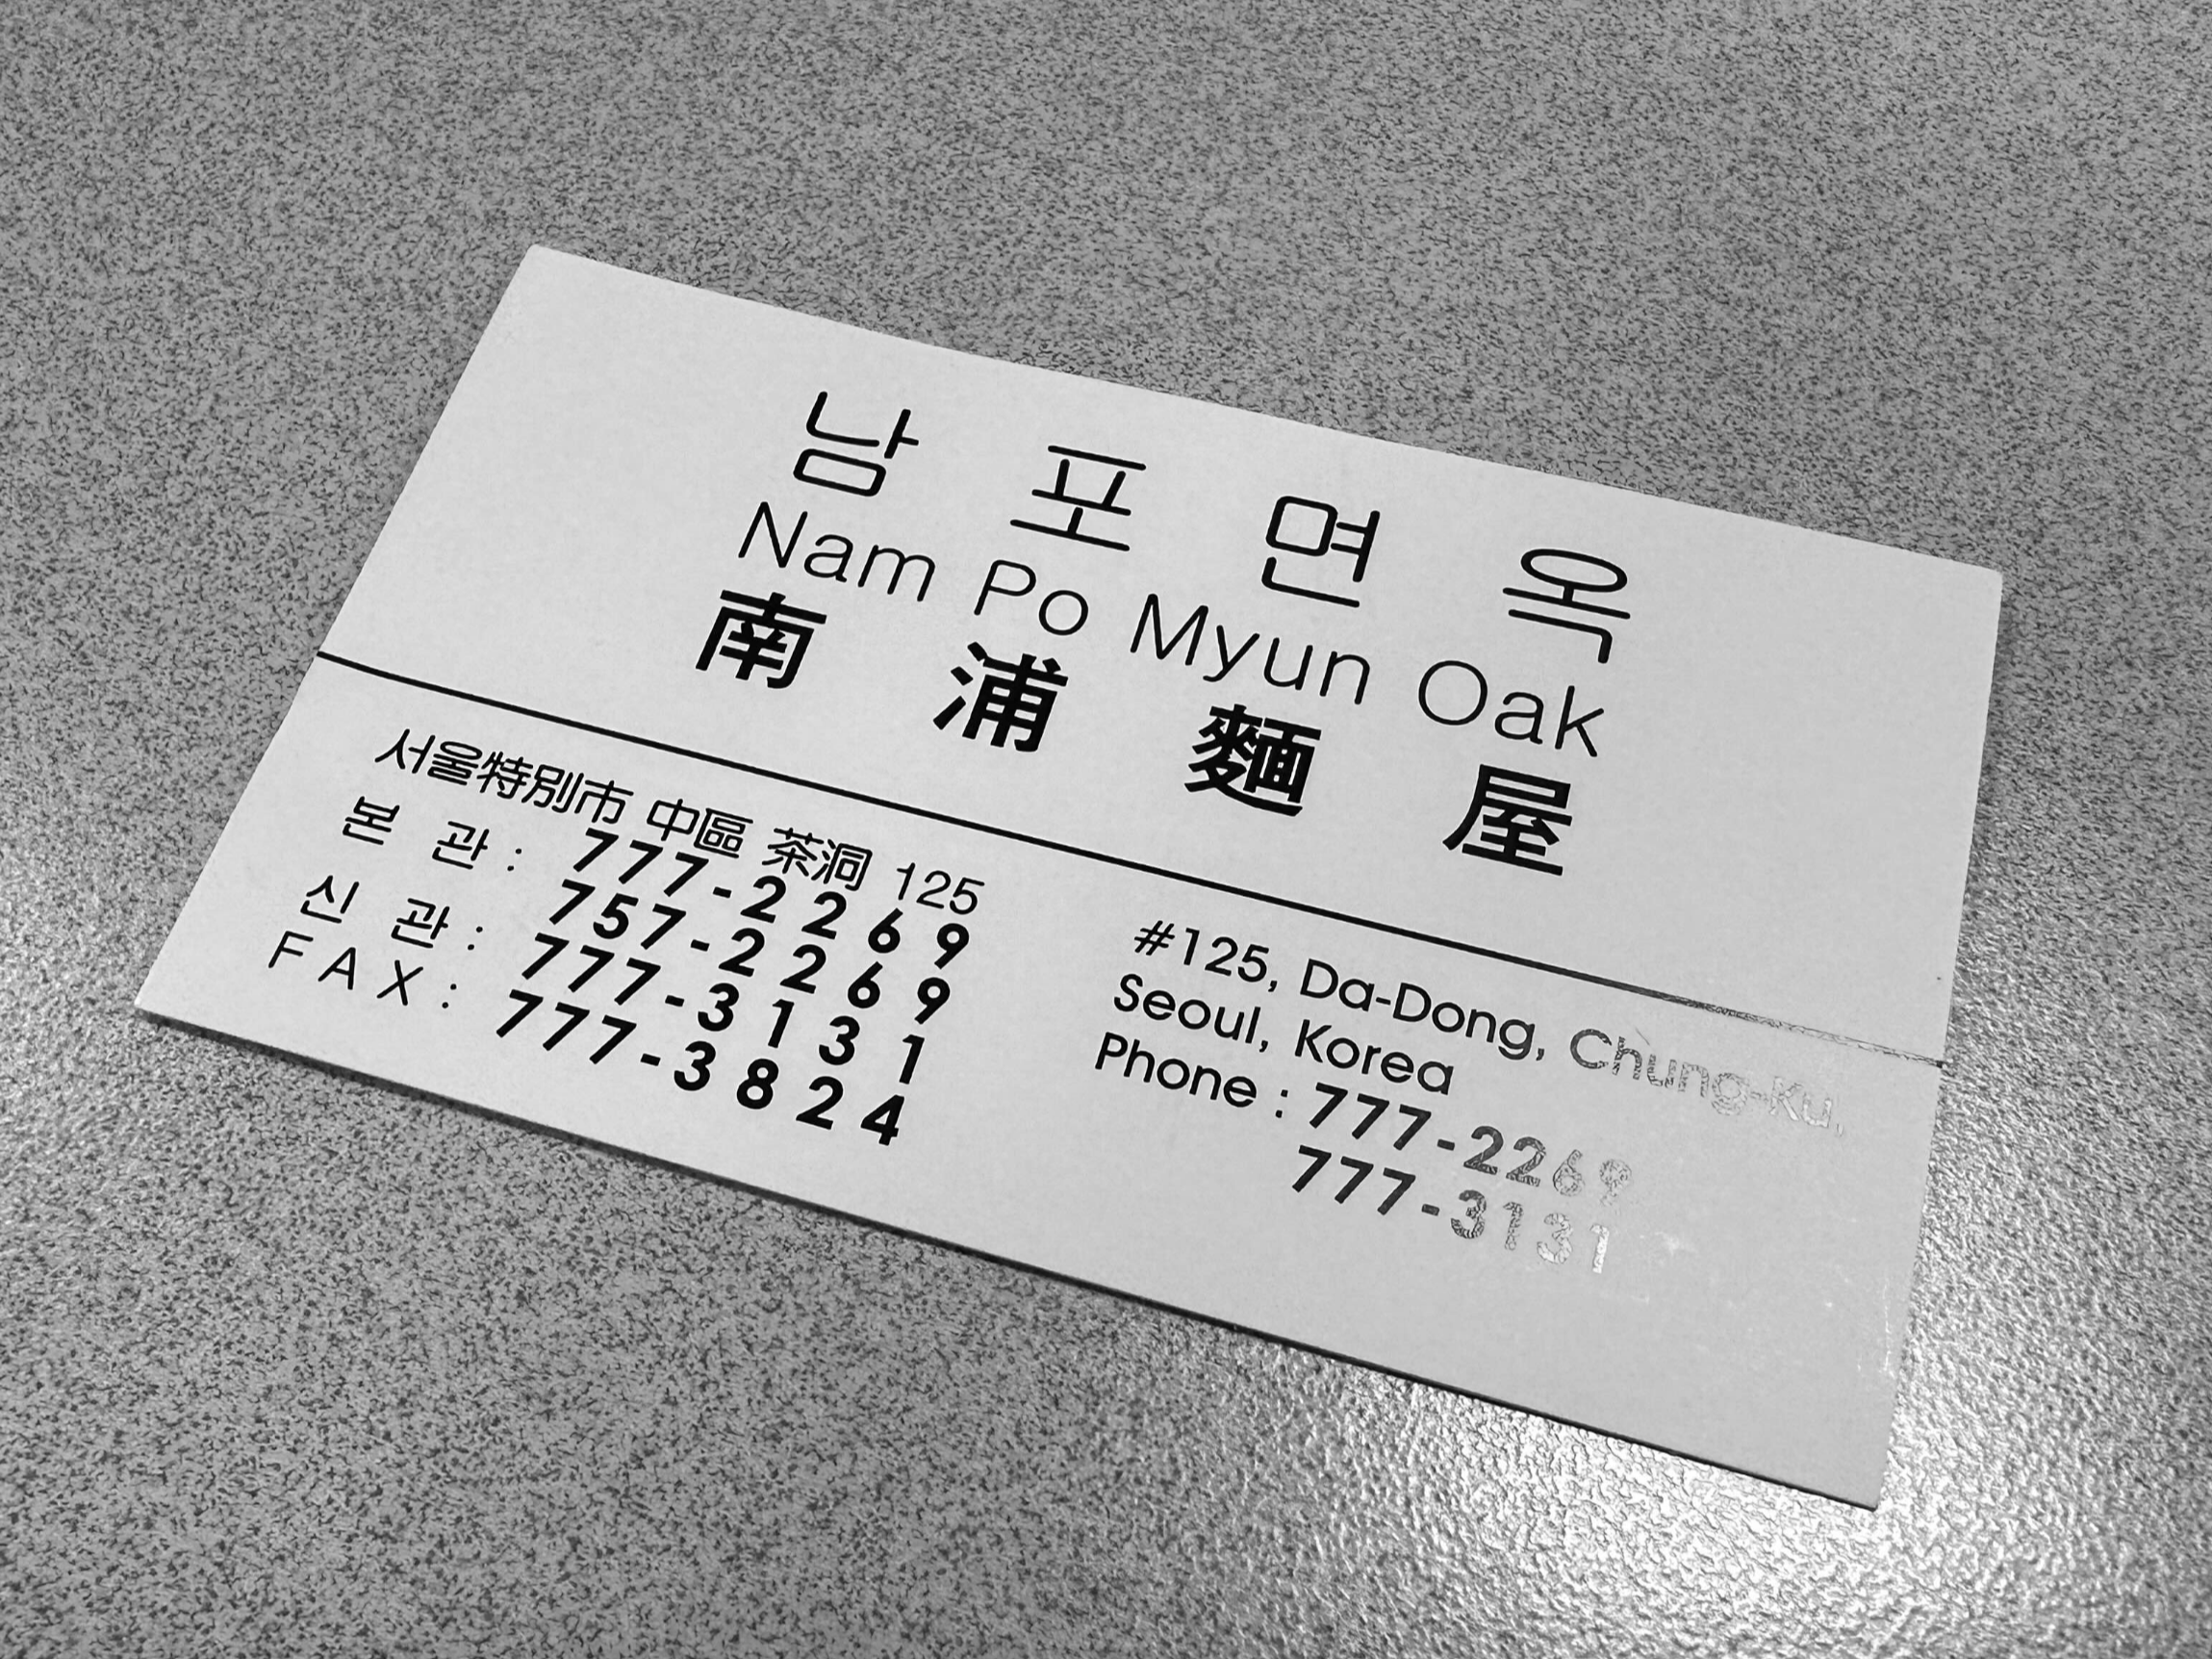 남 포 면 옥
Nam Po Myun Oak
南 浦 麵 屋
서울特別市 中區 茶洞 125
본 관 : 777-2269
757-2269
신 관 : 777-3131
FAX : 777-3824
#125, Da-Dong, Chung-Ku,
Seoul, Korea
Phone : 777-2269
777-3131